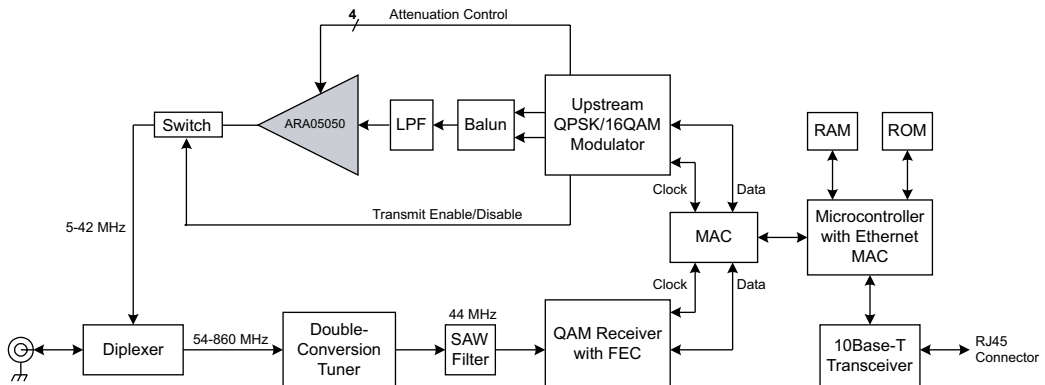 4
Attenuation Control
Switch
ARA05050
LPF
Balun
Upstream
QPSK/16QAM
Modulator
RAM
ROM
Transmit Enable/Disable
Clock
Data
5-42 MHz
MAC
Microcontroller
with Ethernet
MAC
Clock
Data
Diplexer
54-860 MHz
Double-
Conversion
Tuner
44 MHz
SAW
Filter
QAM Receiver
with FEC
10Base-T
Transceiver
RJ45
Connector